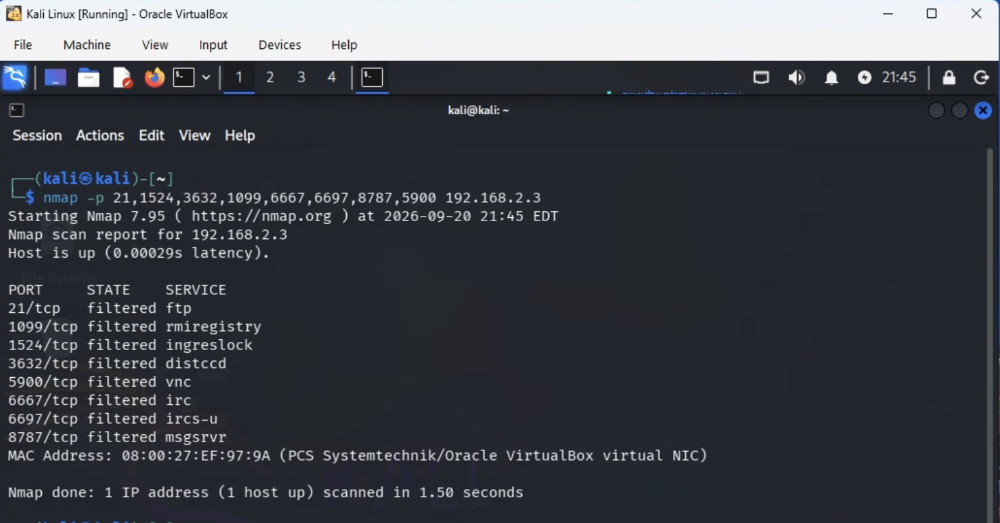 Kali Linux [Running] - Oracle VirtualBox
File Machine View Input Devices Help
1 2 3 4 21:45
kali@kali: ~
Session Actions Edit View Help
┌──(kali㉿kali)-[~]
└─$ nmap -p 21,1524,3632,1099,6667,6697,8787,5900 192.168.2.3
Starting Nmap 7.95 ( https://nmap.org ) at 2026-09-20 21:45 EDT
Nmap scan report for 192.168.2.3
Host is up (0.00029s latency).
File System
PORT STATE SERVICE
21/tcp filtered ftp
1099/tcp filtered rmiregistry
1524/tcp filtered ingreslock
3632/tcp filtered distccd
5900/tcp filtered vnc
6667/tcp filtered irc
6697/tcp filtered ircs-u
8787/tcp filtered msgsrvr
MAC Address: 08:00:27:EF:97:9A (PCS Systemtechnik/Oracle VirtualBox virtual NIC)
Nmap done: 1 IP address (1 host up) scanned in 1.50 seconds